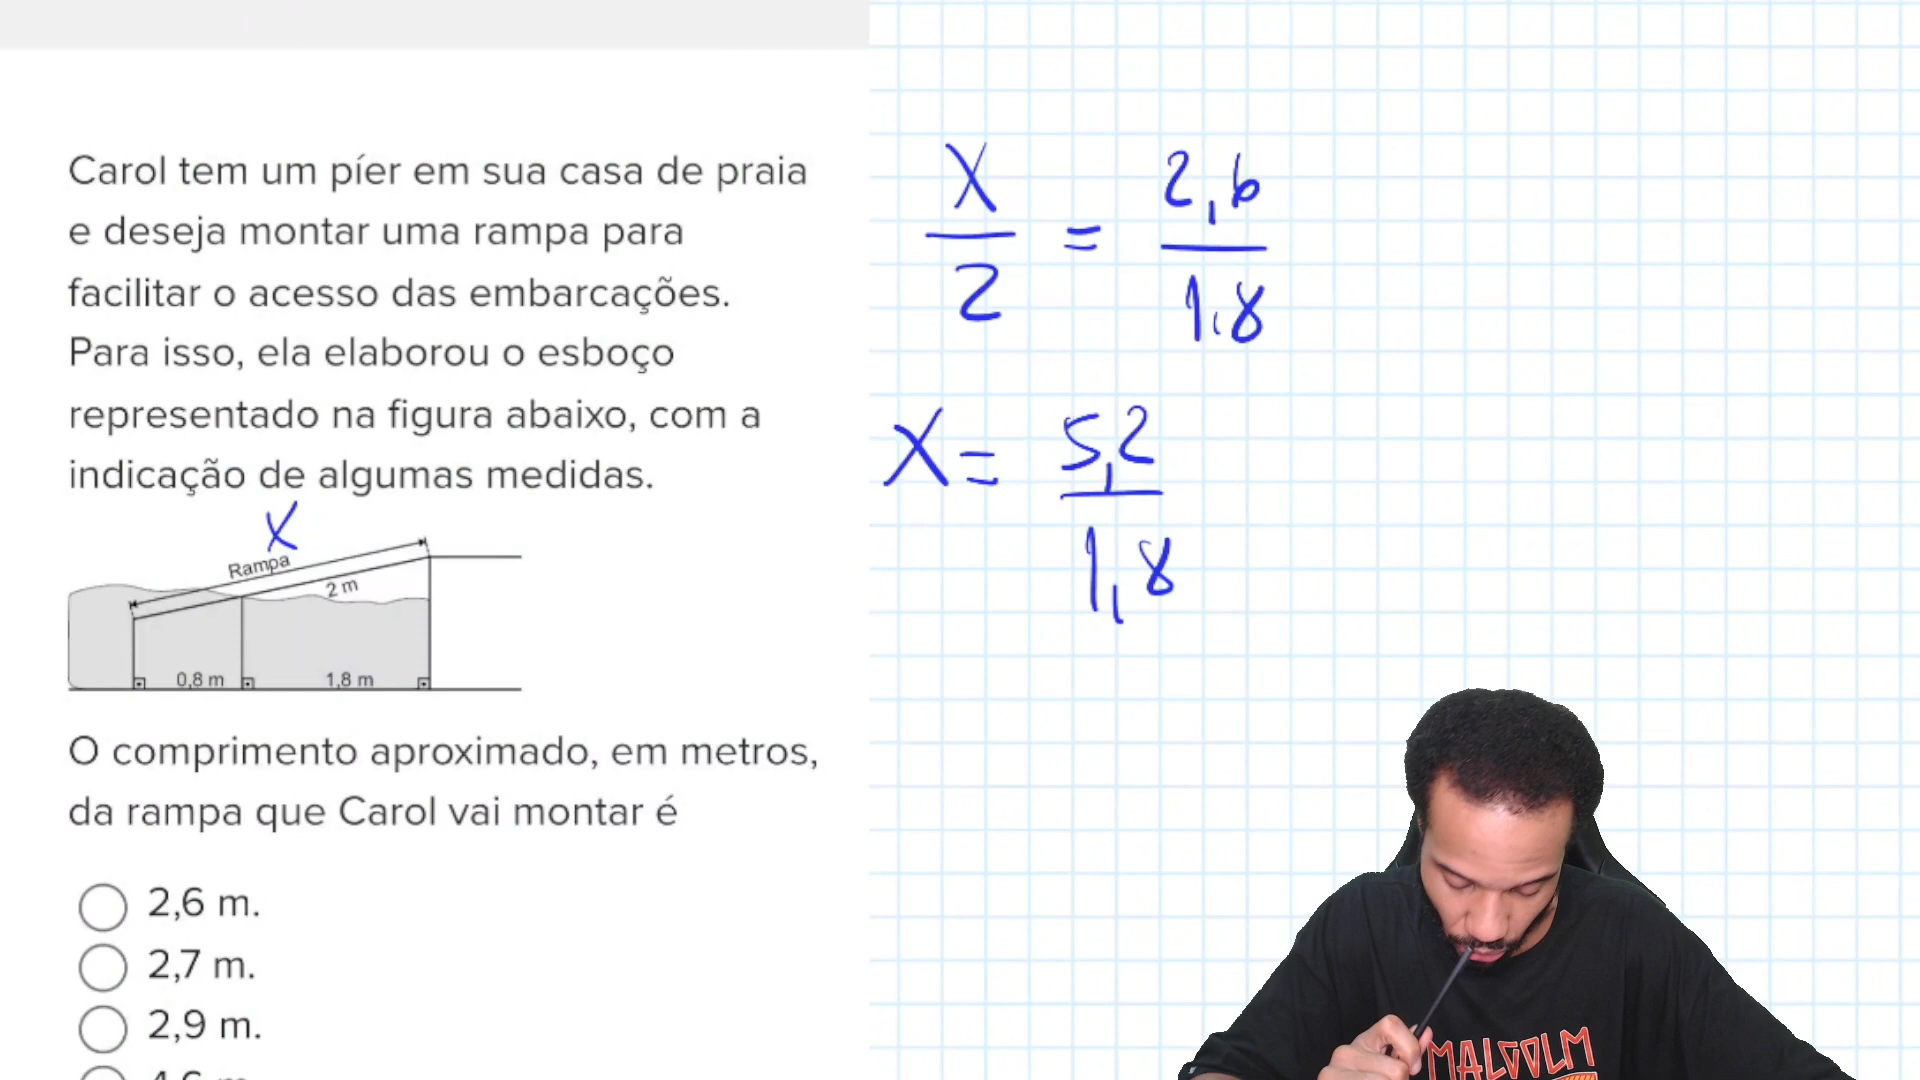 Carol tem um píer em sua casa de praia
e deseja montar uma rampa para
facilitar o acesso das embarcações.
Para isso, ela elaborou o esboço
representado na figura abaixo, com a
indicação de algumas medidas.
X
Rampa
2 m
0,8 m
1,8 m
O comprimento aproximado, em metros,
da rampa que Carol vai montar é
2,6 m.
2,7 m.
2,9 m.
X/2 = 2,6/1,8
X = 5,2/1,8
MALCOLM